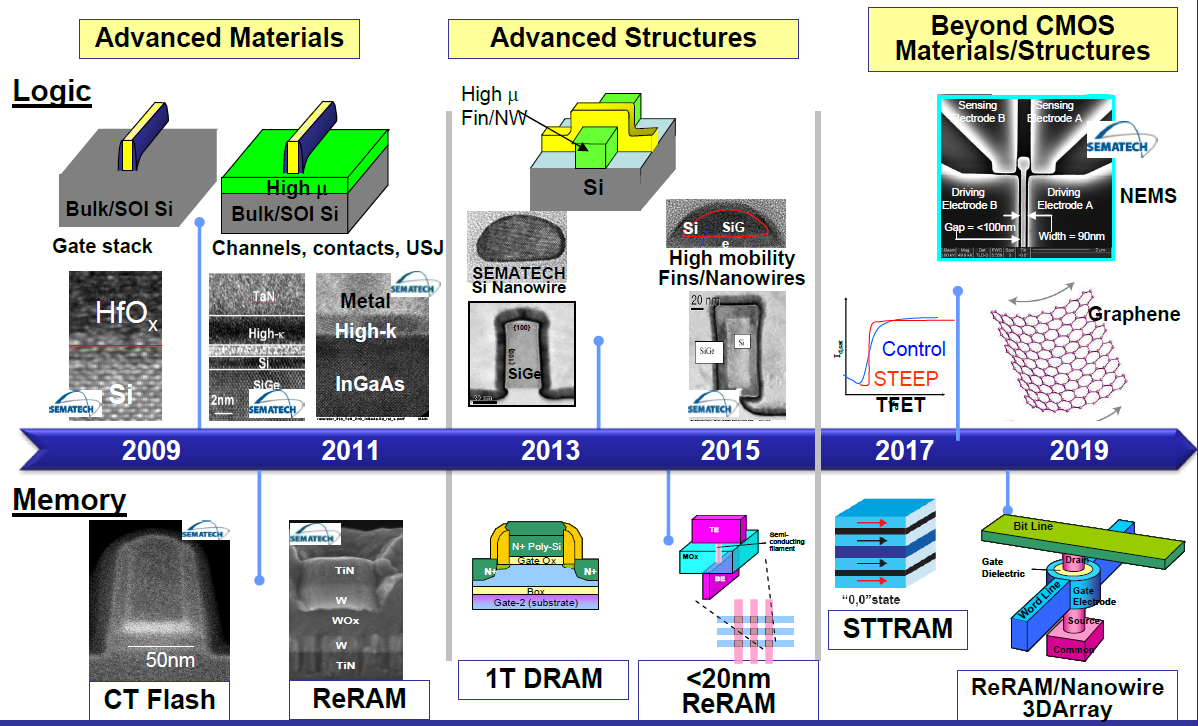 Advanced Materials
Advanced Structures
Beyond CMOS
Materials/Structures
Logic
Bulk/SOI Si
Gate stack
High μ
Bulk/SOI Si
Channels, contacts, USJ
HfOx
Si
SEMATECH
TaN
High-κ
Si
SiGe
2nm
SEMATECH
SEMATECH
Metal
High-k
InGaAs
High μ
Fin/NW
Si
SEMATECH
Si Nanowire
{100}
{100}
SiGe
20 nm
Si
SiG
e
High mobility
Fins/Nanowires
20 nm
SiGe
Si
SEMATECH
Sensing
Electrode B
Sensing
Electrode A
Driving
Electrode B
Driving
Electrode A
Gap = <100nm
Width = 90nm
SEMATECH
NEMS
Control
STEEP
TFET
Graphene
2009
2011
2013
2015
2017
2019
Memory
SEMATECH
50nm
CT Flash
SEMATECH
TiN
W
WOx
W
TiN
ReRAM
N+ Poly-Si
Gate Ox
N+
N+
Box
Gate-2 (substrate)
1T DRAM
TE
MOx
BE
Semi-
conducting
filament
<20nm
ReRAM
“0,0”state
STTRAM
Bit Line
Drain
Gate
Dielectric
Word Line
Gate
Electrode
Source
Common
ReRAM/Nanowire
3DArray